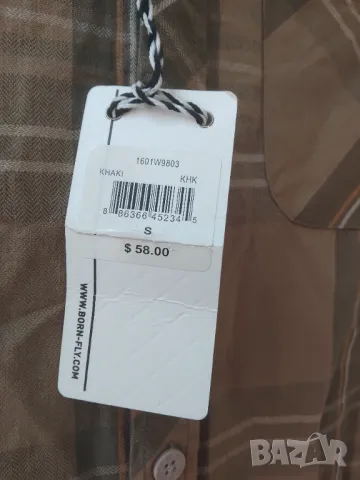 1601W9803
KHAKI KHK
8 86366 45234 5
S
$ 58.00
WWW.BORN-FLY.COM
BAZAR